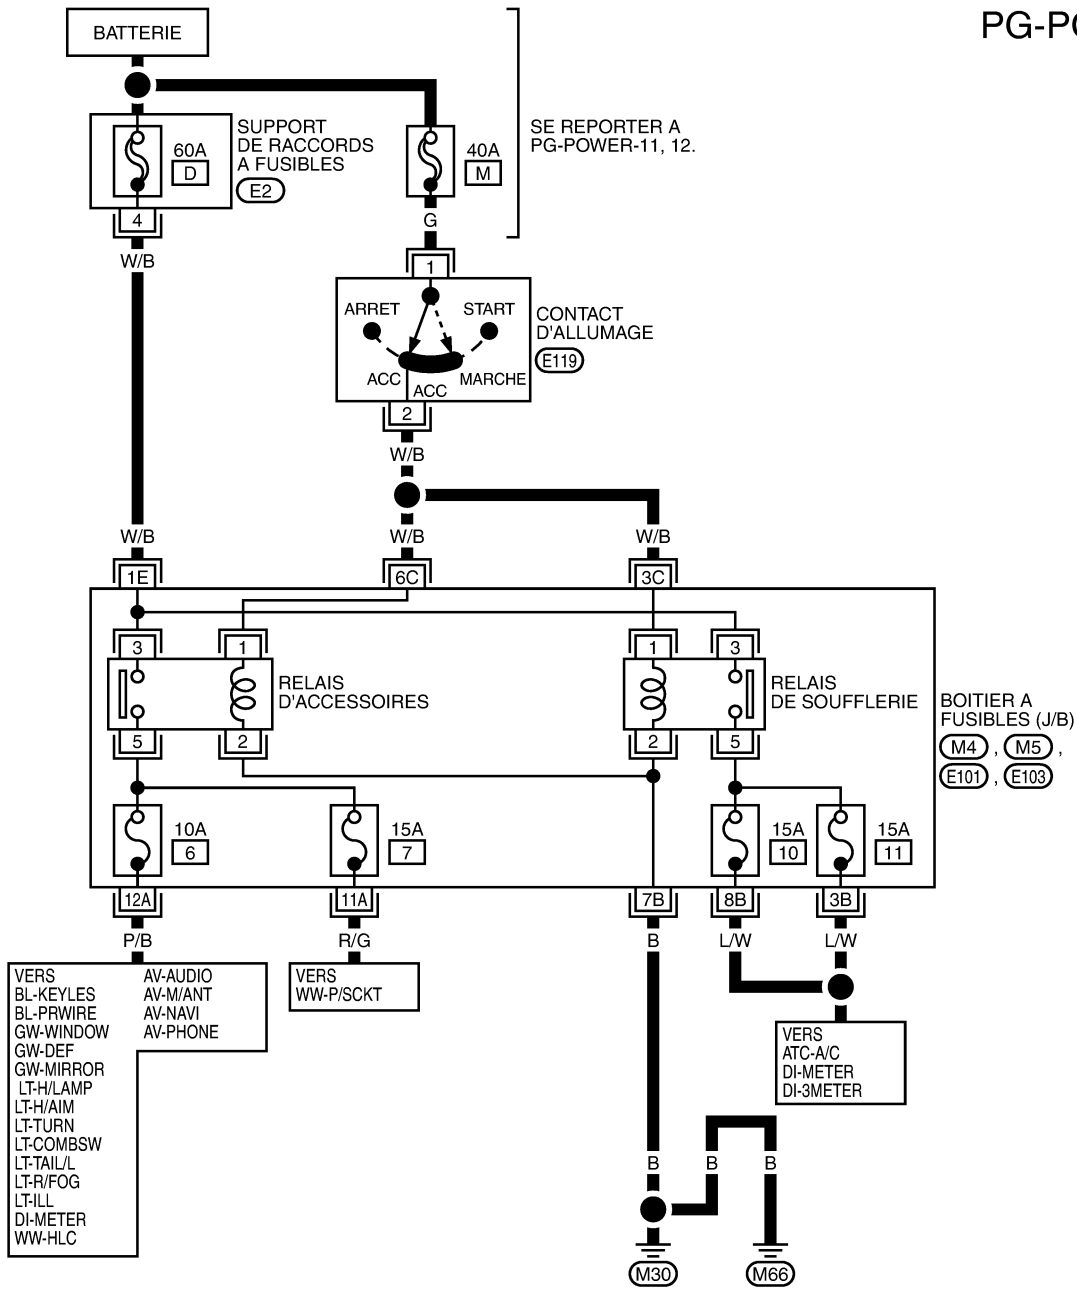 PG-PO
BATTERIE
SUPPORT
DE RACCORDS
A FUSIBLES
E2
60A
D
40A
M
SE REPORTER A
PG-POWER-11, 12.
4
G
W/B
1
ARRET
START
ACC
ACC
MARCHE
CONTACT
D'ALLUMAGE
E119
2
W/B
W/B
W/B
W/B
1E
6C
3C
3
1
1
3
RELAIS
D'ACCESSOIRES
RELAIS
DE SOUFFLERIE
BOITIER A
FUSIBLES (J/B)
M4 , M5 ,
E101 , E103
5
2
2
5
10A
6
15A
7
15A
10
15A
11
12A
11A
7B
8B
3B
P/B
R/G
B
L/W
L/W
VERS
BL-KEYLES
BL-PRWIRE
GW-WINDOW
GW-DEF
GW-MIRROR
LT-H/LAMP
LT-H/AIM
LT-TURN
LT-COMBSW
LT-TAIL/L
LT-R/FOG
LT-ILL
DI-METER
WW-HLC
AV-AUDIO
AV-M/ANT
AV-NAVI
AV-PHONE
VERS
WW-P/SCKT
VERS
ATC-A/C
DI-METER
DI-3METER
B
B
B
M30
M66